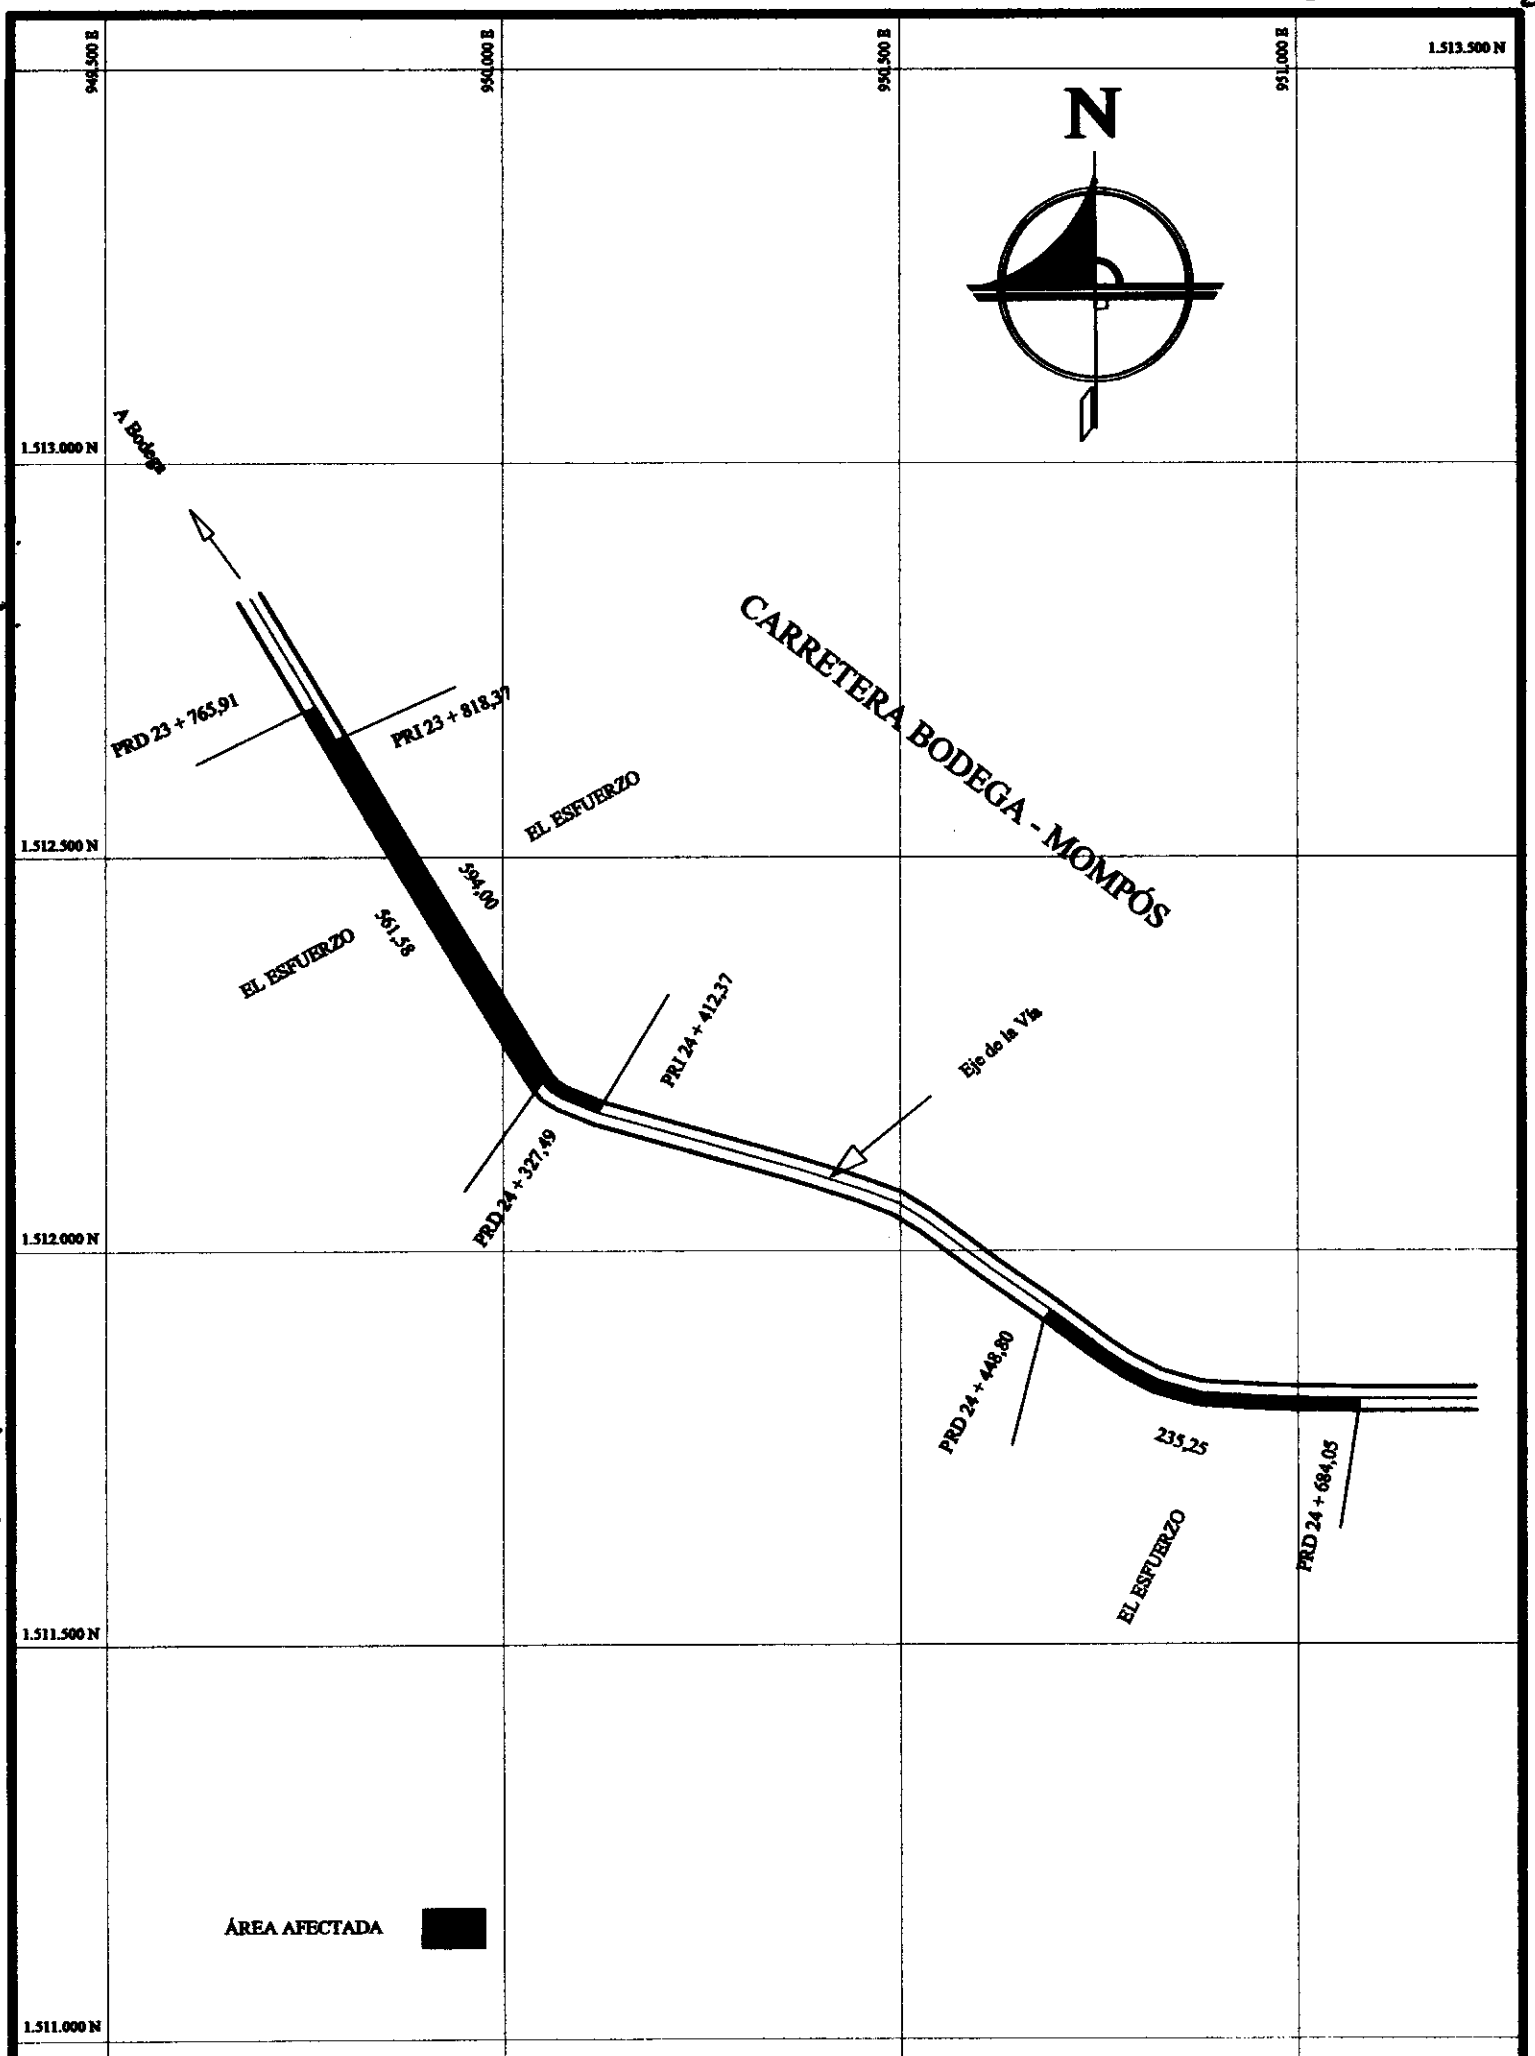 949.500 E
950.000 E
950.500 E
951.000 E
1.513.500 N
N
A Bodega
1.513.000 N
CARRETERA BODEGA - MOMPÓS
PRD 23 + 765,91
PRI 23 + 818,37
EL ESFUERZO
1.512.500 N
594,00
561,58
EL ESFUERZO
PRI 24 + 412,37
Eje de la Vía
PRD 24 + 327,49
1.512.000 N
PRD 24 + 448,80
235,25
PRD 24 + 684,05
EL ESFUERZO
1.511.500 N
ÁREA AFECTADA
1.511.000 N